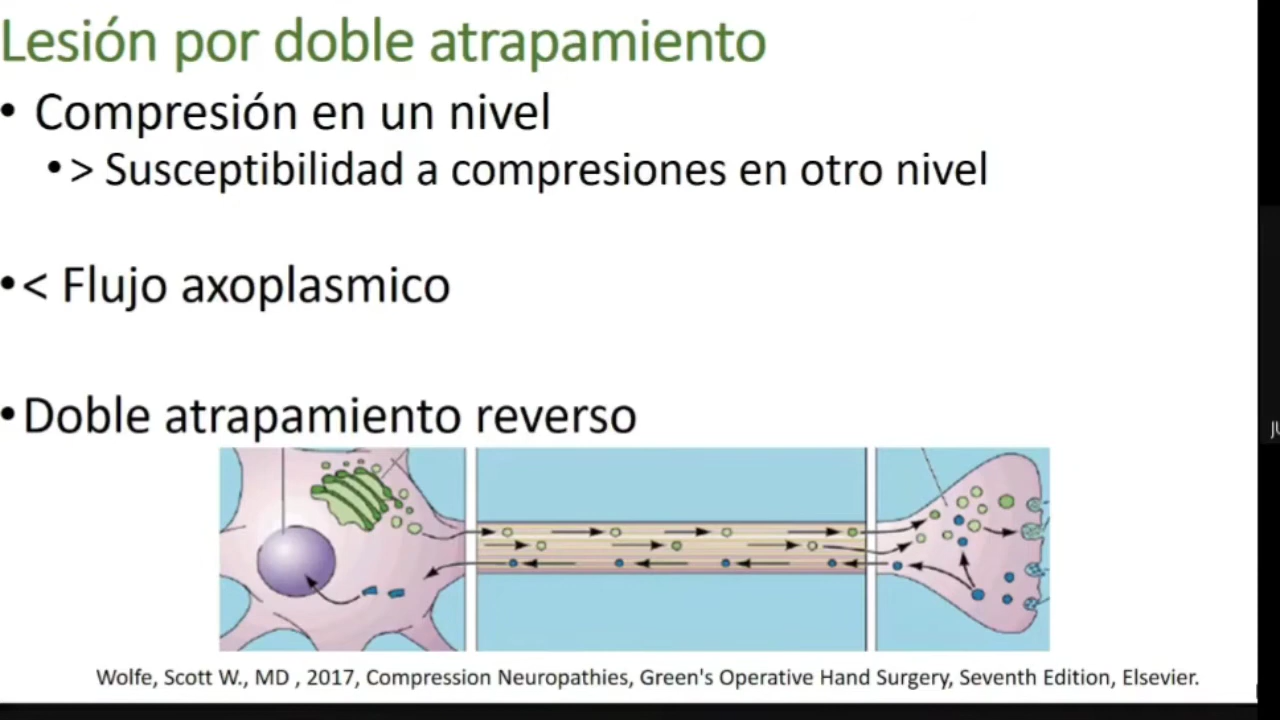 Lesión por doble atrapamiento
• Compresión en un nivel
• > Susceptibilidad a compresiones en otro nivel
• < Flujo axoplasmico
• Doble atrapamiento reverso
Wolfe, Scott W., MD , 2017, Compression Neuropathies, Green's Operative Hand Surgery, Seventh Edition, Elsevier.